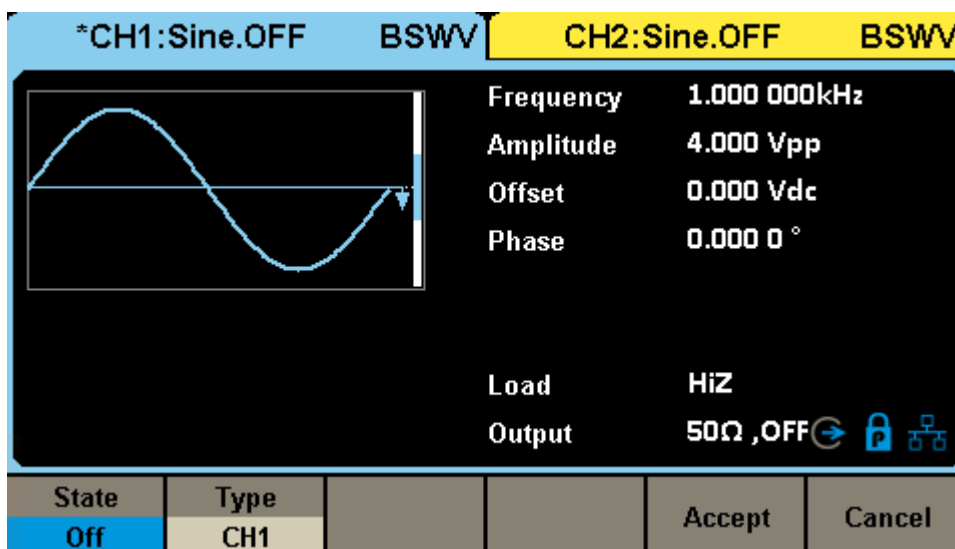 *CH1:Sine.OFF BSWV CH2:Sine.OFF BSWV
Frequency 1.000 000kHz
Amplitude 4.000 Vpp
Offset 0.000 Vdc
Phase 0.000 0 °
Load HiZ
Output 50Ω ,OFF P
State Type Accept Cancel
Off CH1